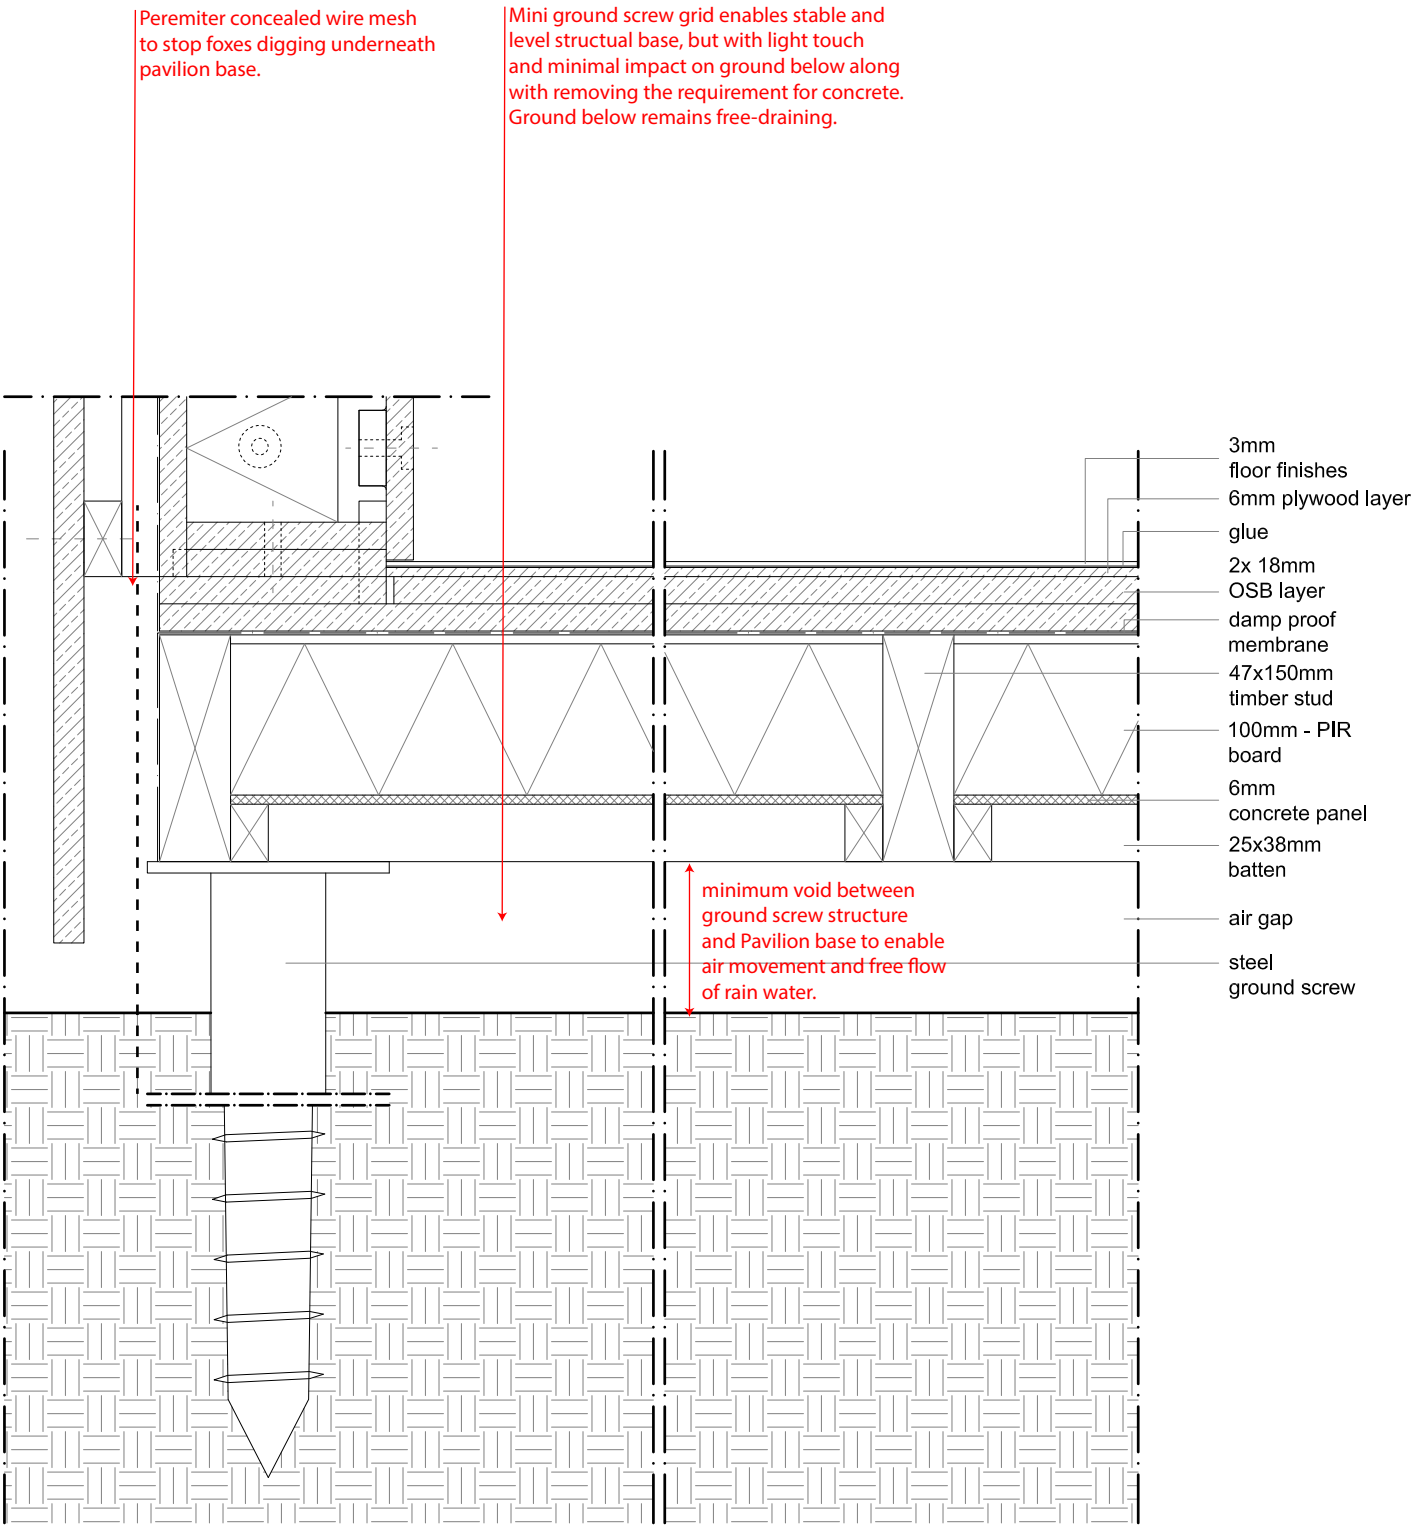 Peremiter concealed wire mesh
to stop foxes digging underneath
pavilion base.
Mini ground screw grid enables stable and
level structual base, but with light touch
and minimal impact on ground below along
with removing the requirement for concrete.
Ground below remains free-draining.
3mm
floor finishes
6mm plywood layer
glue
2x 18mm
OSB layer
damp proof
membrane
47x150mm
timber stud
100mm - PIR
board
6mm
concrete panel
25x38mm
batten
air gap
steel
ground screw
minimum void between
ground screw structure
and Pavilion base to enable
air movement and free flow
of rain water.